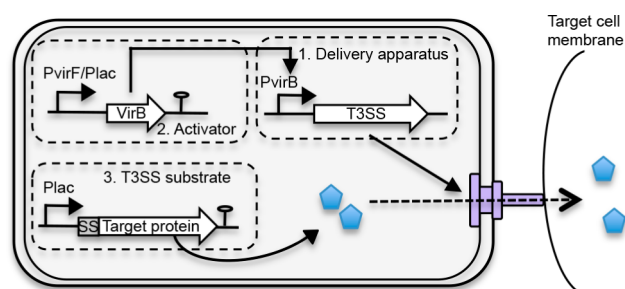 Target cell
membrane
1. Delivery apparatus
PvirF/Plac
PvirB
VirB
T3SS
2. Activator
3. T3SS substrate
Plac
SS Target protein